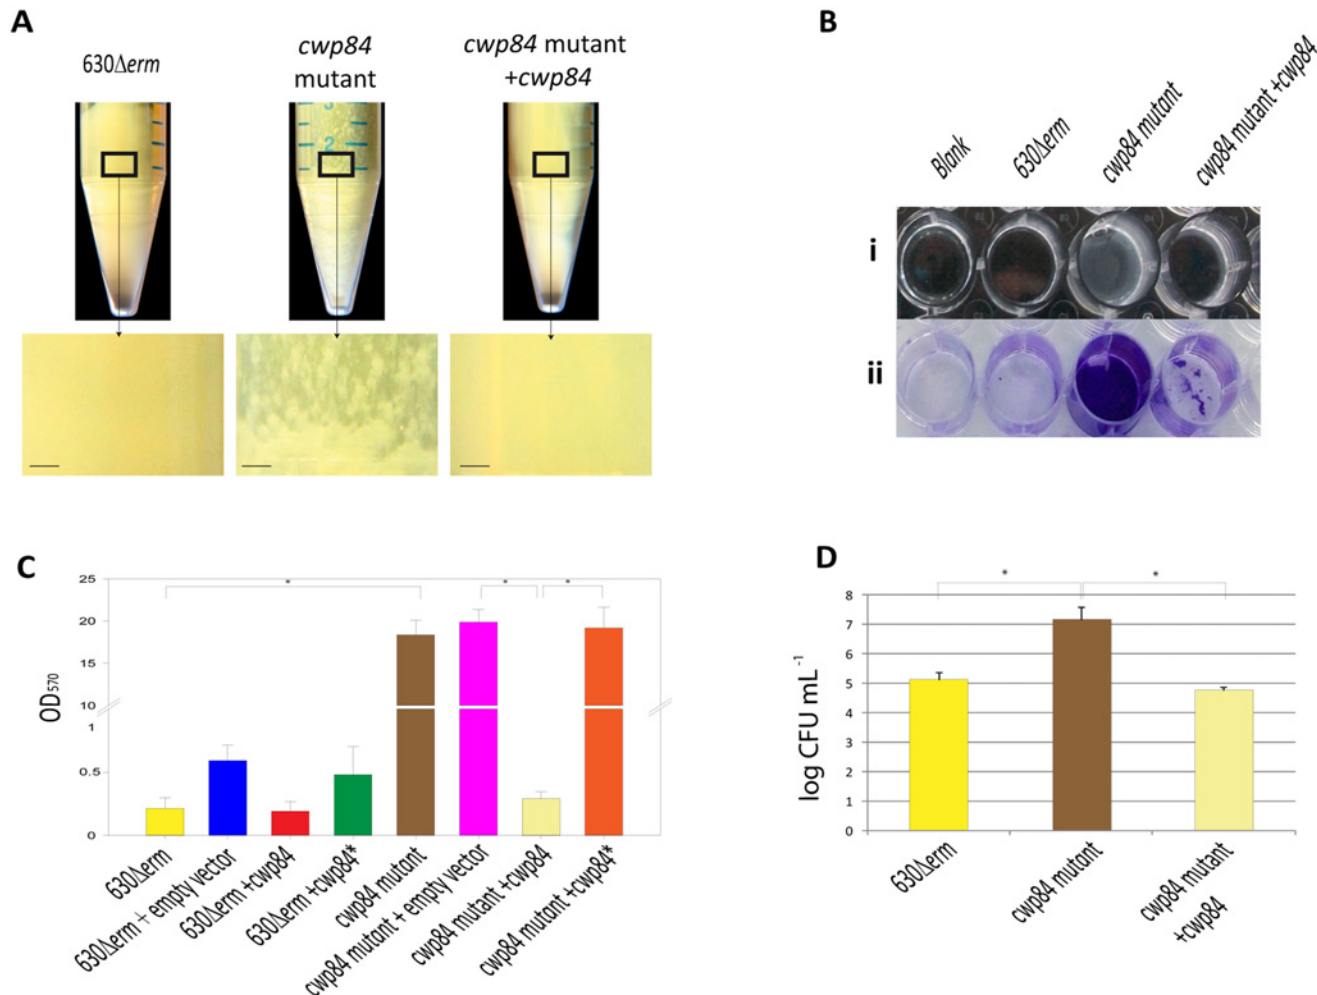 A
630Δerm
cwp84
mutant
cwp84 mutant
+cwp84
3
2
B
Blank
630Δerm
cwp84 mutant
cwp84 mutant +cwp84
i
ii
C
OD570
25
20
15
10
1
0.5
0
*
*
*
630Δerm
630Δerm + empty vector
630Δerm +cwp84
630Δerm +cwp84*
cwp84 mutant
cwp84 mutant + empty vector
cwp84 mutant +cwp84
cwp84 mutant +cwp84*
D
log CFU mL⁻¹
8
7
6
5
4
3
2
1
0
*
*
630Δerm
cwp84 mutant
cwp84 mutant
+cwp84